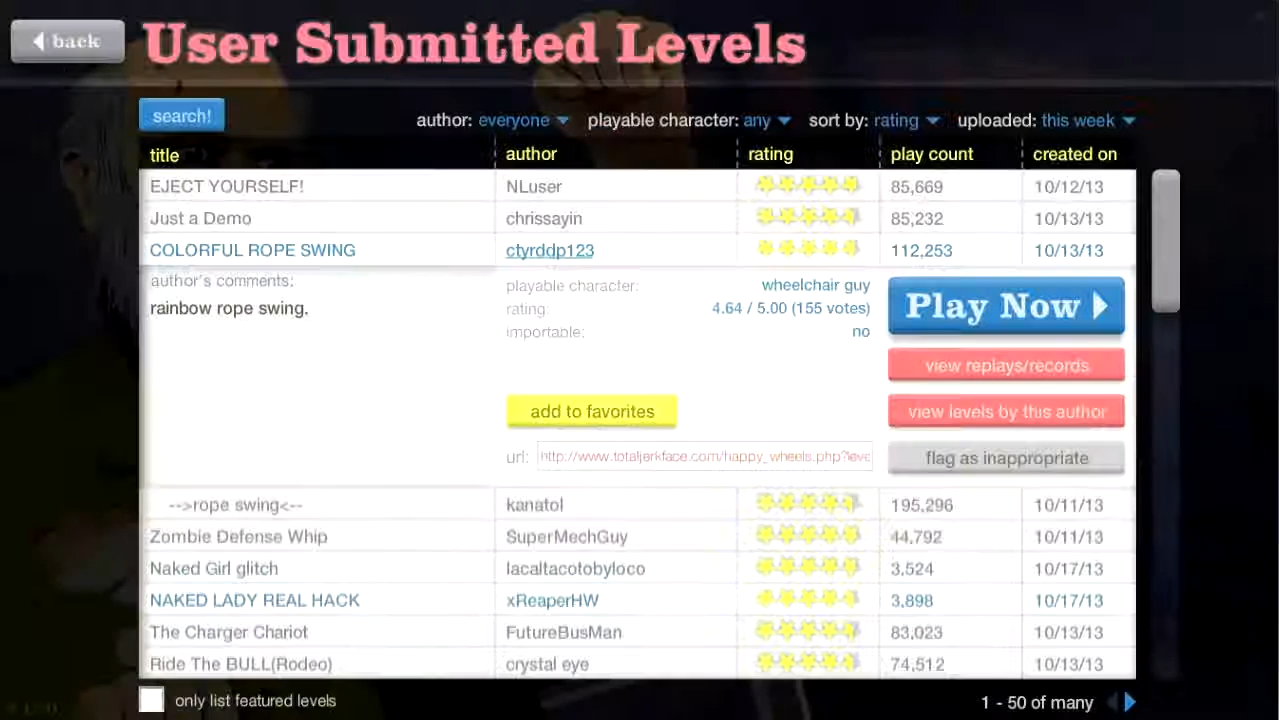 back
User Submitted Levels
search!
author: everyone playable character: any sort by: rating uploaded: this week
title author rating play count created on
EJECT YOURSELF! NLuser 85,669 10/12/13
Just a Demo chrissayin 85,232 10/13/13
COLORFUL ROPE SWING ctyrddp123 112,253 10/13/13
author's comments:
rainbow rope swing.
playable character: wheelchair guy
rating: 4.64 / 5.00 (155 votes)
importable: no
Play Now
view replays/records
add to favorites
view levels by this author
url: http://www.totaljerkface.com/happy_wheels.php?leve
flag as inappropriate
-->rope swing<-- kanatol 195,296 10/11/13
Zombie Defense Whip SuperMechGuy 44,792 10/11/13
Naked Girl glitch lacaltacotobyloco 3,524 10/17/13
NAKED LADY REAL HACK xReaperHW 3,898 10/17/13
The Charger Chariot FutureBusMan 83,023 10/13/13
Ride The BULL(Rodeo) crystal eye 74,512 10/13/13
only list featured levels
1 - 50 of many